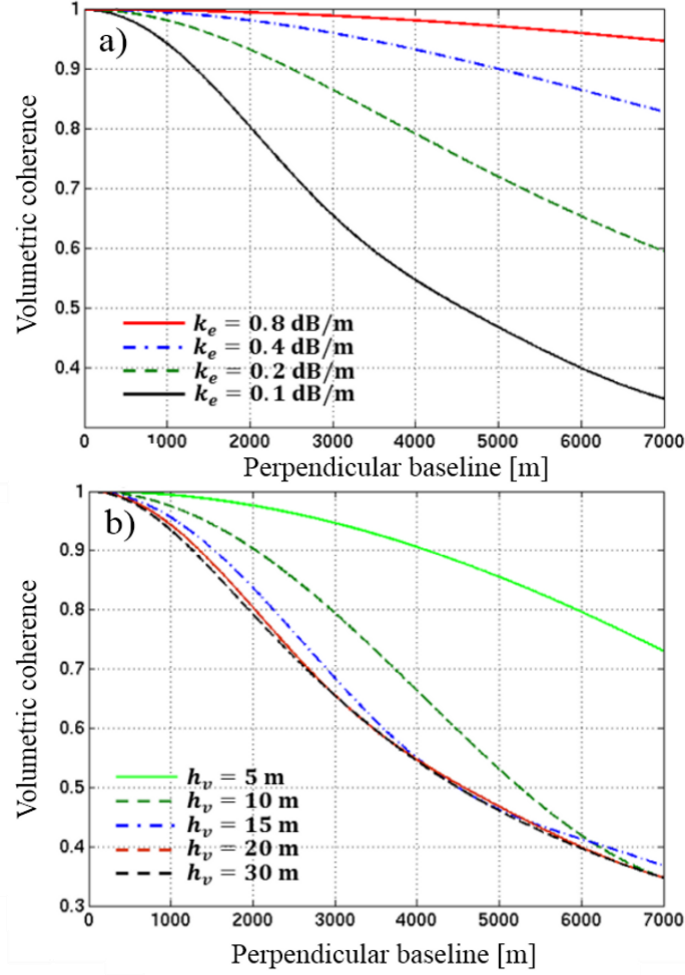 1
a)
0.9
0.8
0.7
0.6
0.5
0.4
Volumetric coherence
k_e = 0.8 dB/m
k_e = 0.4 dB/m
k_e = 0.2 dB/m
k_e = 0.1 dB/m
0 1000 2000 3000 4000 5000 6000 7000
Perpendicular baseline [m]
1
b)
0.9
0.8
0.7
0.6
0.5
0.4
0.3
Volumetric coherence
h_v = 5 m
h_v = 10 m
h_v = 15 m
h_v = 20 m
h_v = 30 m
0 1000 2000 3000 4000 5000 6000 7000
Perpendicular baseline [m]